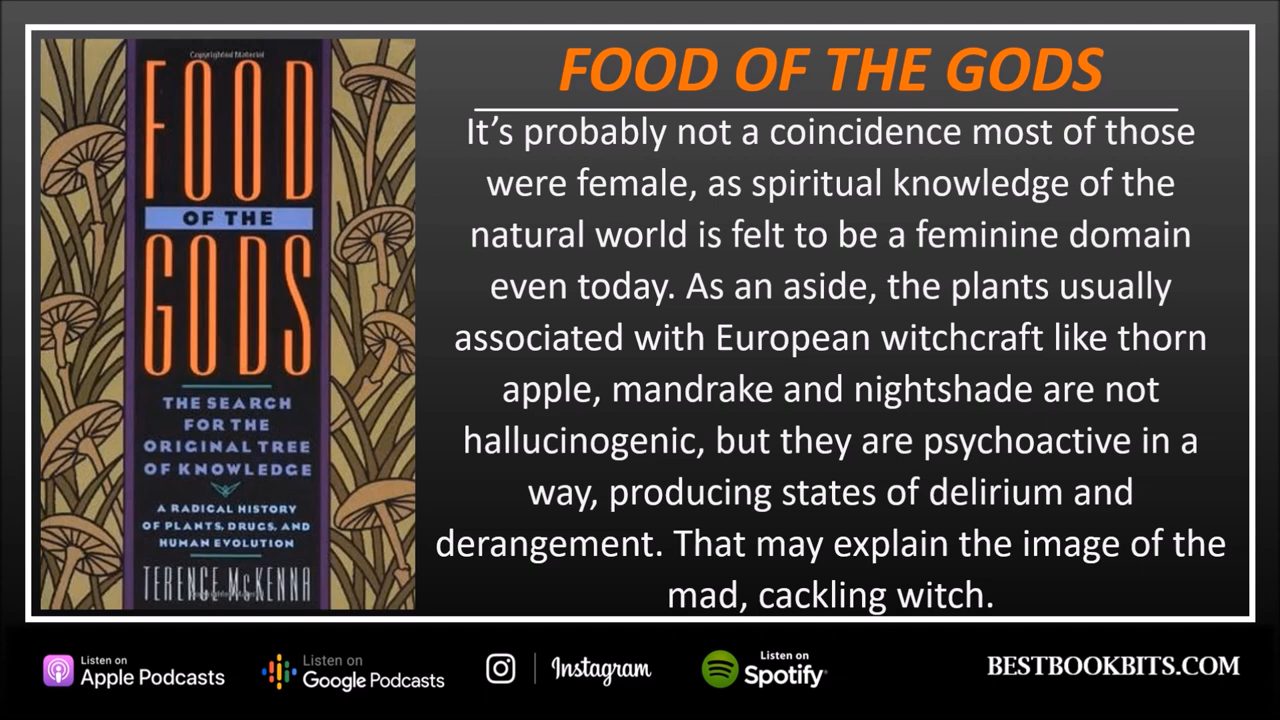 Copyrighted Material
FOOD
OF THE
GODS
THE SEARCH
FOR THE
ORIGINAL TREE
OF KNOWLEDGE
A RADICAL HISTORY
OF PLANTS, DRUGS, AND
HUMAN EVOLUTION
TERENCE McKENNA
FOOD OF THE GODS
It’s probably not a coincidence most of those
were female, as spiritual knowledge of the
natural world is felt to be a feminine domain
even today. As an aside, the plants usually
associated with European witchcraft like thorn
apple, mandrake and nightshade are not
hallucinogenic, but they are psychoactive in a
way, producing states of delirium and
derangement. That may explain the image of the
mad, cackling witch.
Listen on
Apple Podcasts
Listen on
Google Podcasts
Instagram
Listen on
Spotify
BESTBOOKBITS.COM